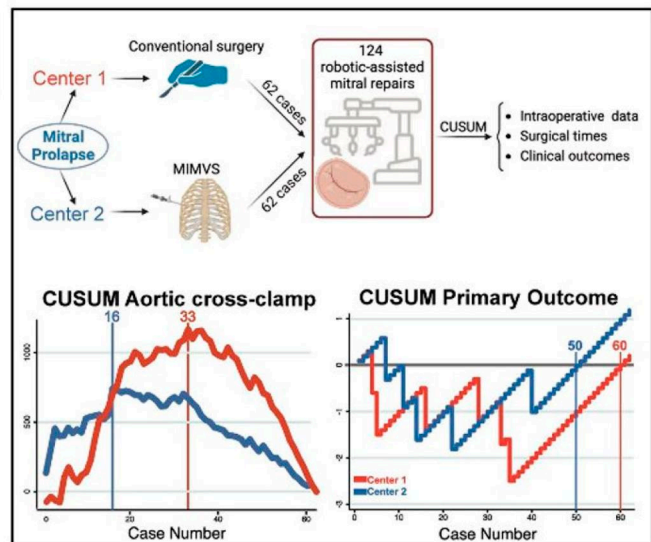 Conventional surgery
Center 1
Mitral
Prolapse
Center 2
MIMVS
62 cases
62 cases
124
robotic-assisted
mitral repairs
CUSUM
• Intraoperative data
• Surgical times
• Clinical outcomes
CUSUM Aortic cross-clamp
16
33
1000
500
0
0
20
40
60
Case Number
CUSUM Primary Outcome
50
60
1
0
-1
-2
-3
Center 1
Center 2
0
10
20
30
40
50
60
Case Number